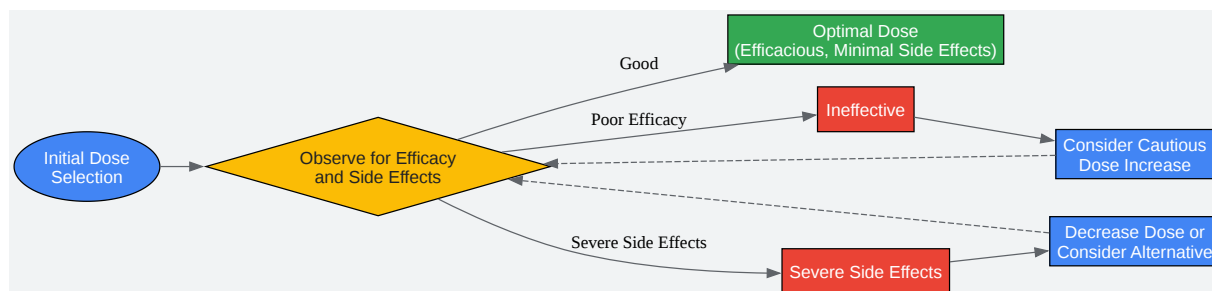 Initial Dose
Selection
Observe for Efficacy
and Side Effects
Good
Optimal Dose
(Efficacious, Minimal Side Effects)
Poor Efficacy
Ineffective
Consider Cautious
Dose Increase
Severe Side Effects
Severe Side Effects
Decrease Dose or
Consider Alternative